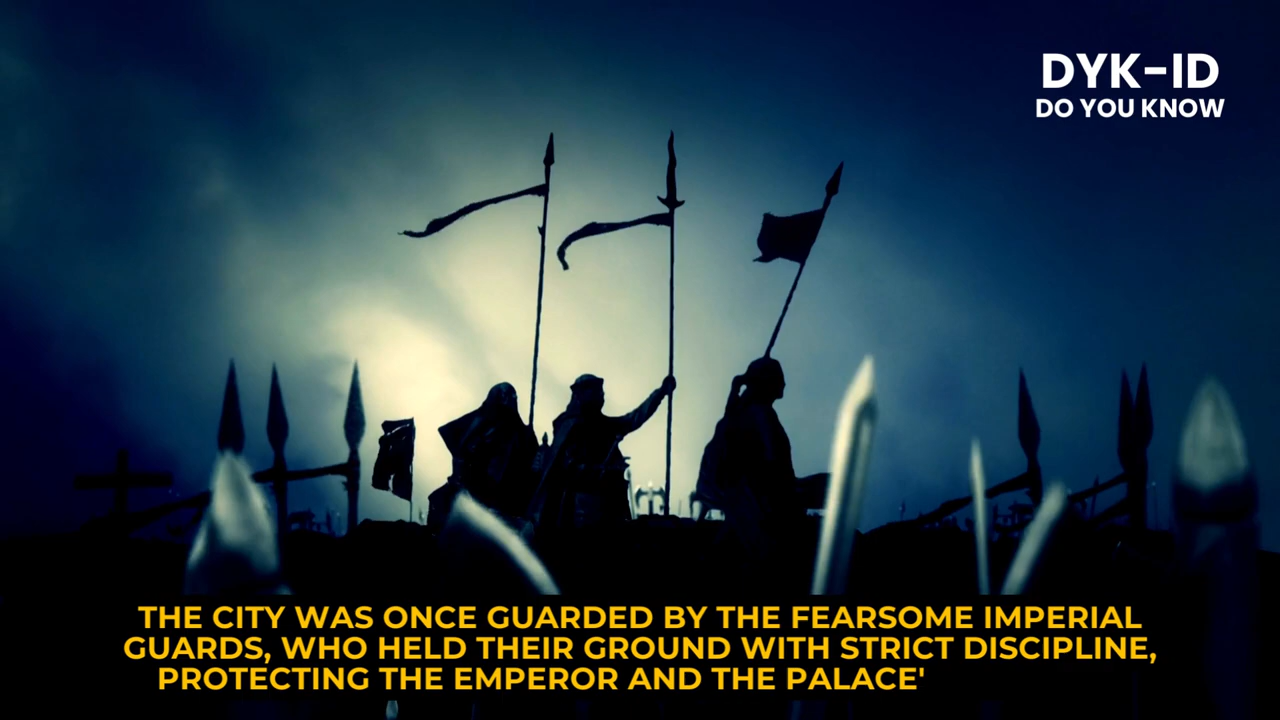 DYK-ID
DO YOU KNOW
THE CITY WAS ONCE GUARDED BY THE FEARSOME IMPERIAL
GUARDS, WHO HELD THEIR GROUND WITH STRICT DISCIPLINE,
PROTECTING THE EMPEROR AND THE PALACE'